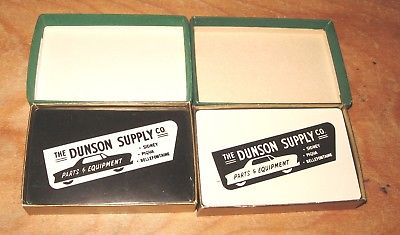 THE DUNSON SUPPLY CO.
• SIDNEY
• PIQUA
• BELLEFONTAINE
PARTS & EQUIPMENT
THE DUNSON SUPPLY CO.
• SIDNEY
• PIQUA
• BELLEFONTAINE
PARTS & EQUIPMENT